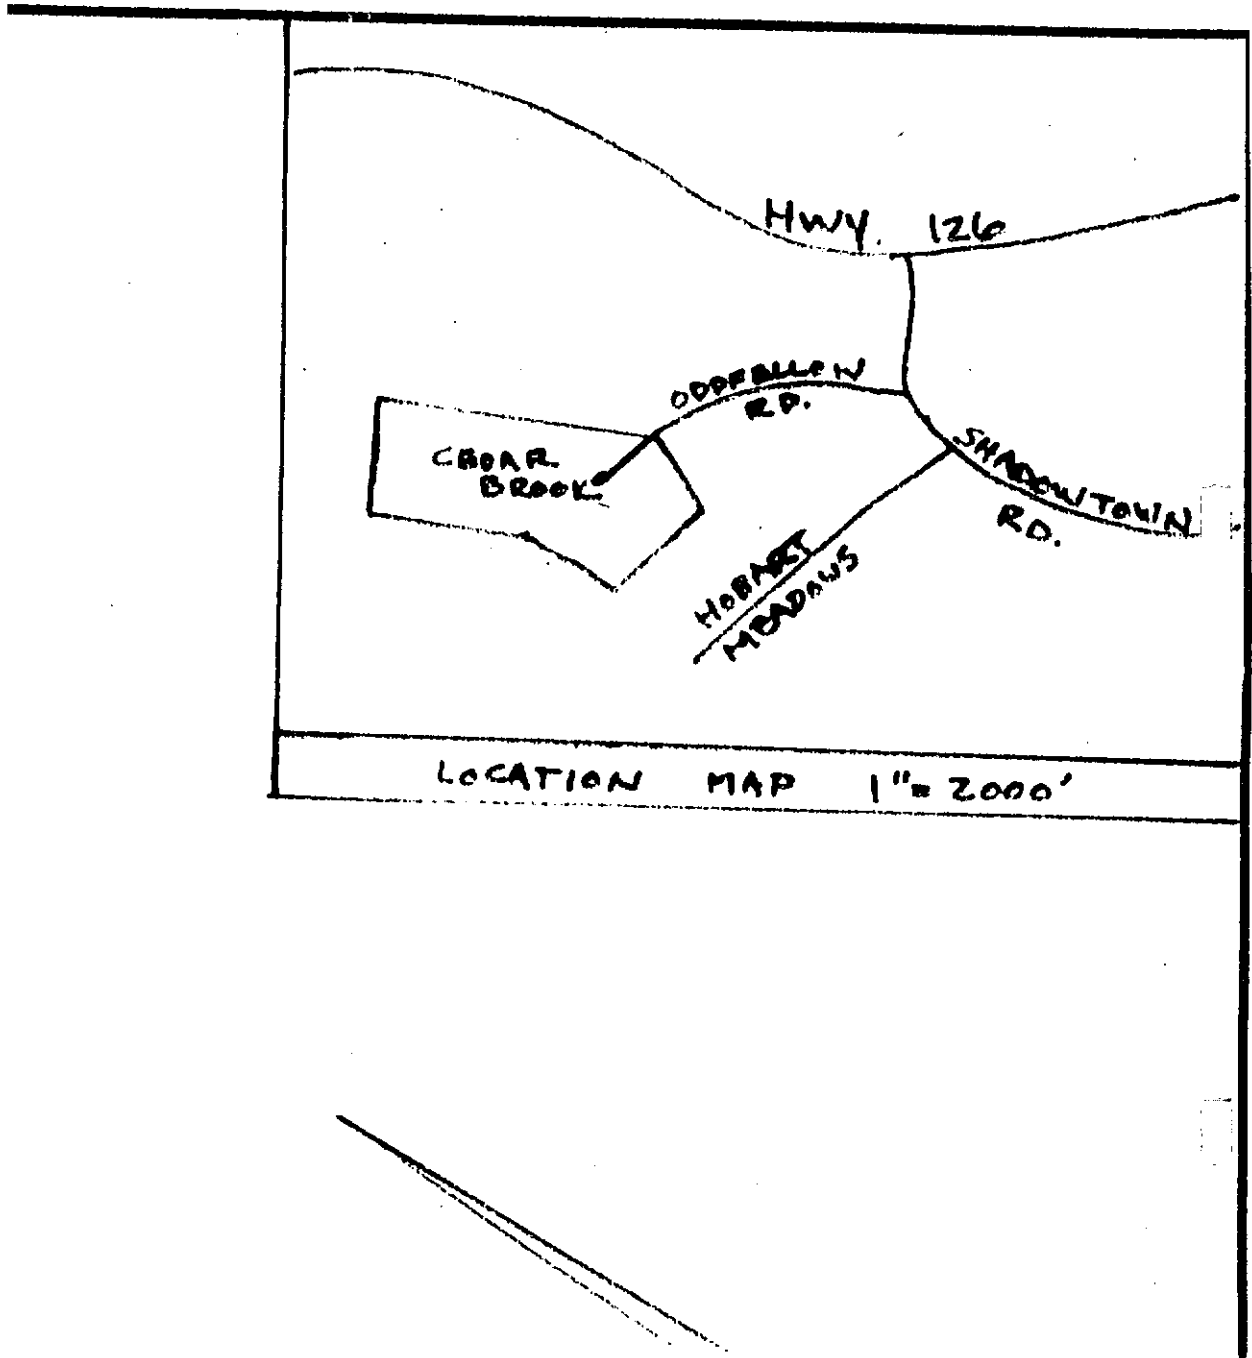 HWY. 126
ODDFELLOW
RD.
CEDAR
BROOK
SHADOWTOWN
RD.
HOBART
MEADOWS
LOCATION MAP 1"= 2000'